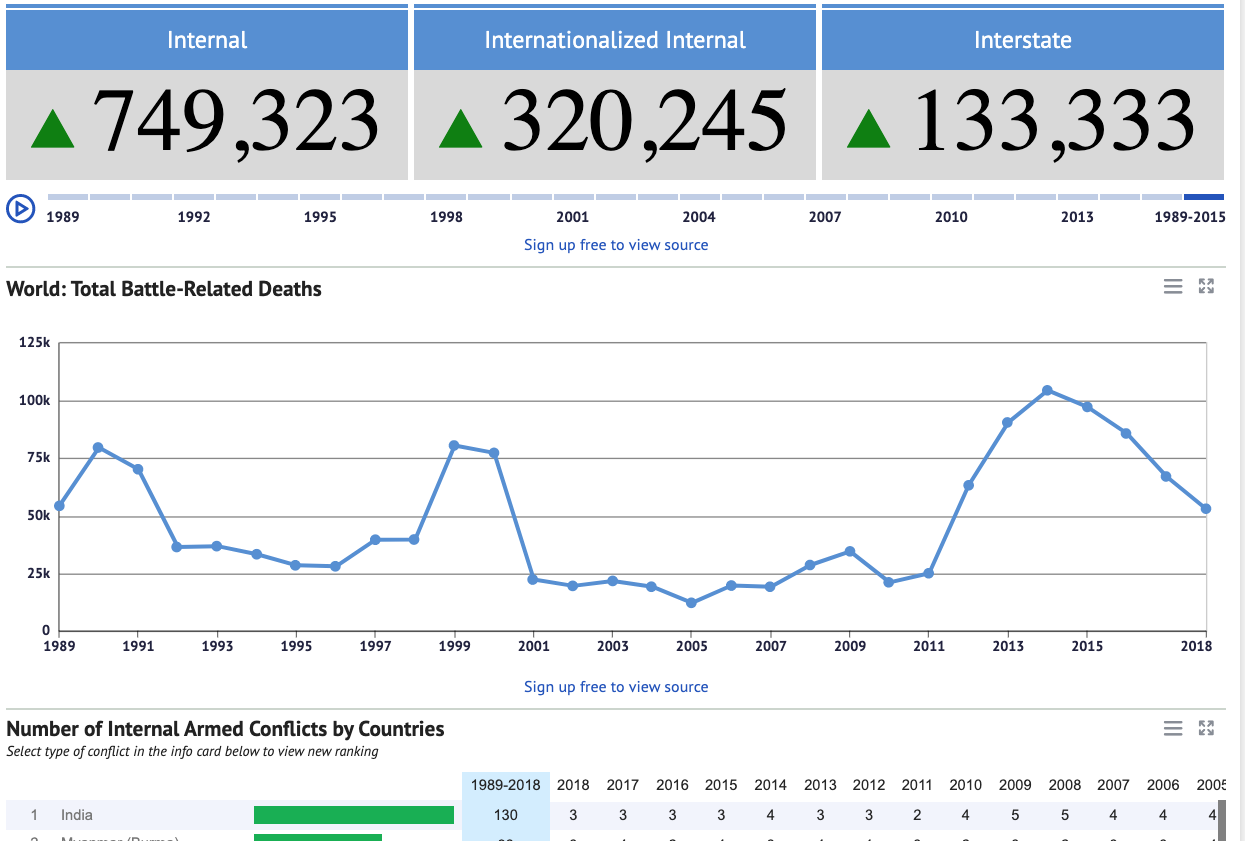 Internal Internationalized Internal Interstate
749,323 320,245 133,333
1989 1992 1995 1998 2001 2004 2007 2010 2013 1989-2015
Sign up free to view source
World: Total Battle-Related Deaths
125k
100k
75k
50k
25k
0
1989 1991 1993 1995 1997 1999 2001 2003 2005 2007 2009 2011 2013 2015 2018
Sign up free to view source
Number of Internal Armed Conflicts by Countries
Select type of conflict in the info card below to view new ranking
1989-2018 2018 2017 2016 2015 2014 2013 2012 2011 2010 2009 2008 2007 2006 2005
1 India 130 3 3 3 3 4 3 3 2 4 5 5 4 4 4